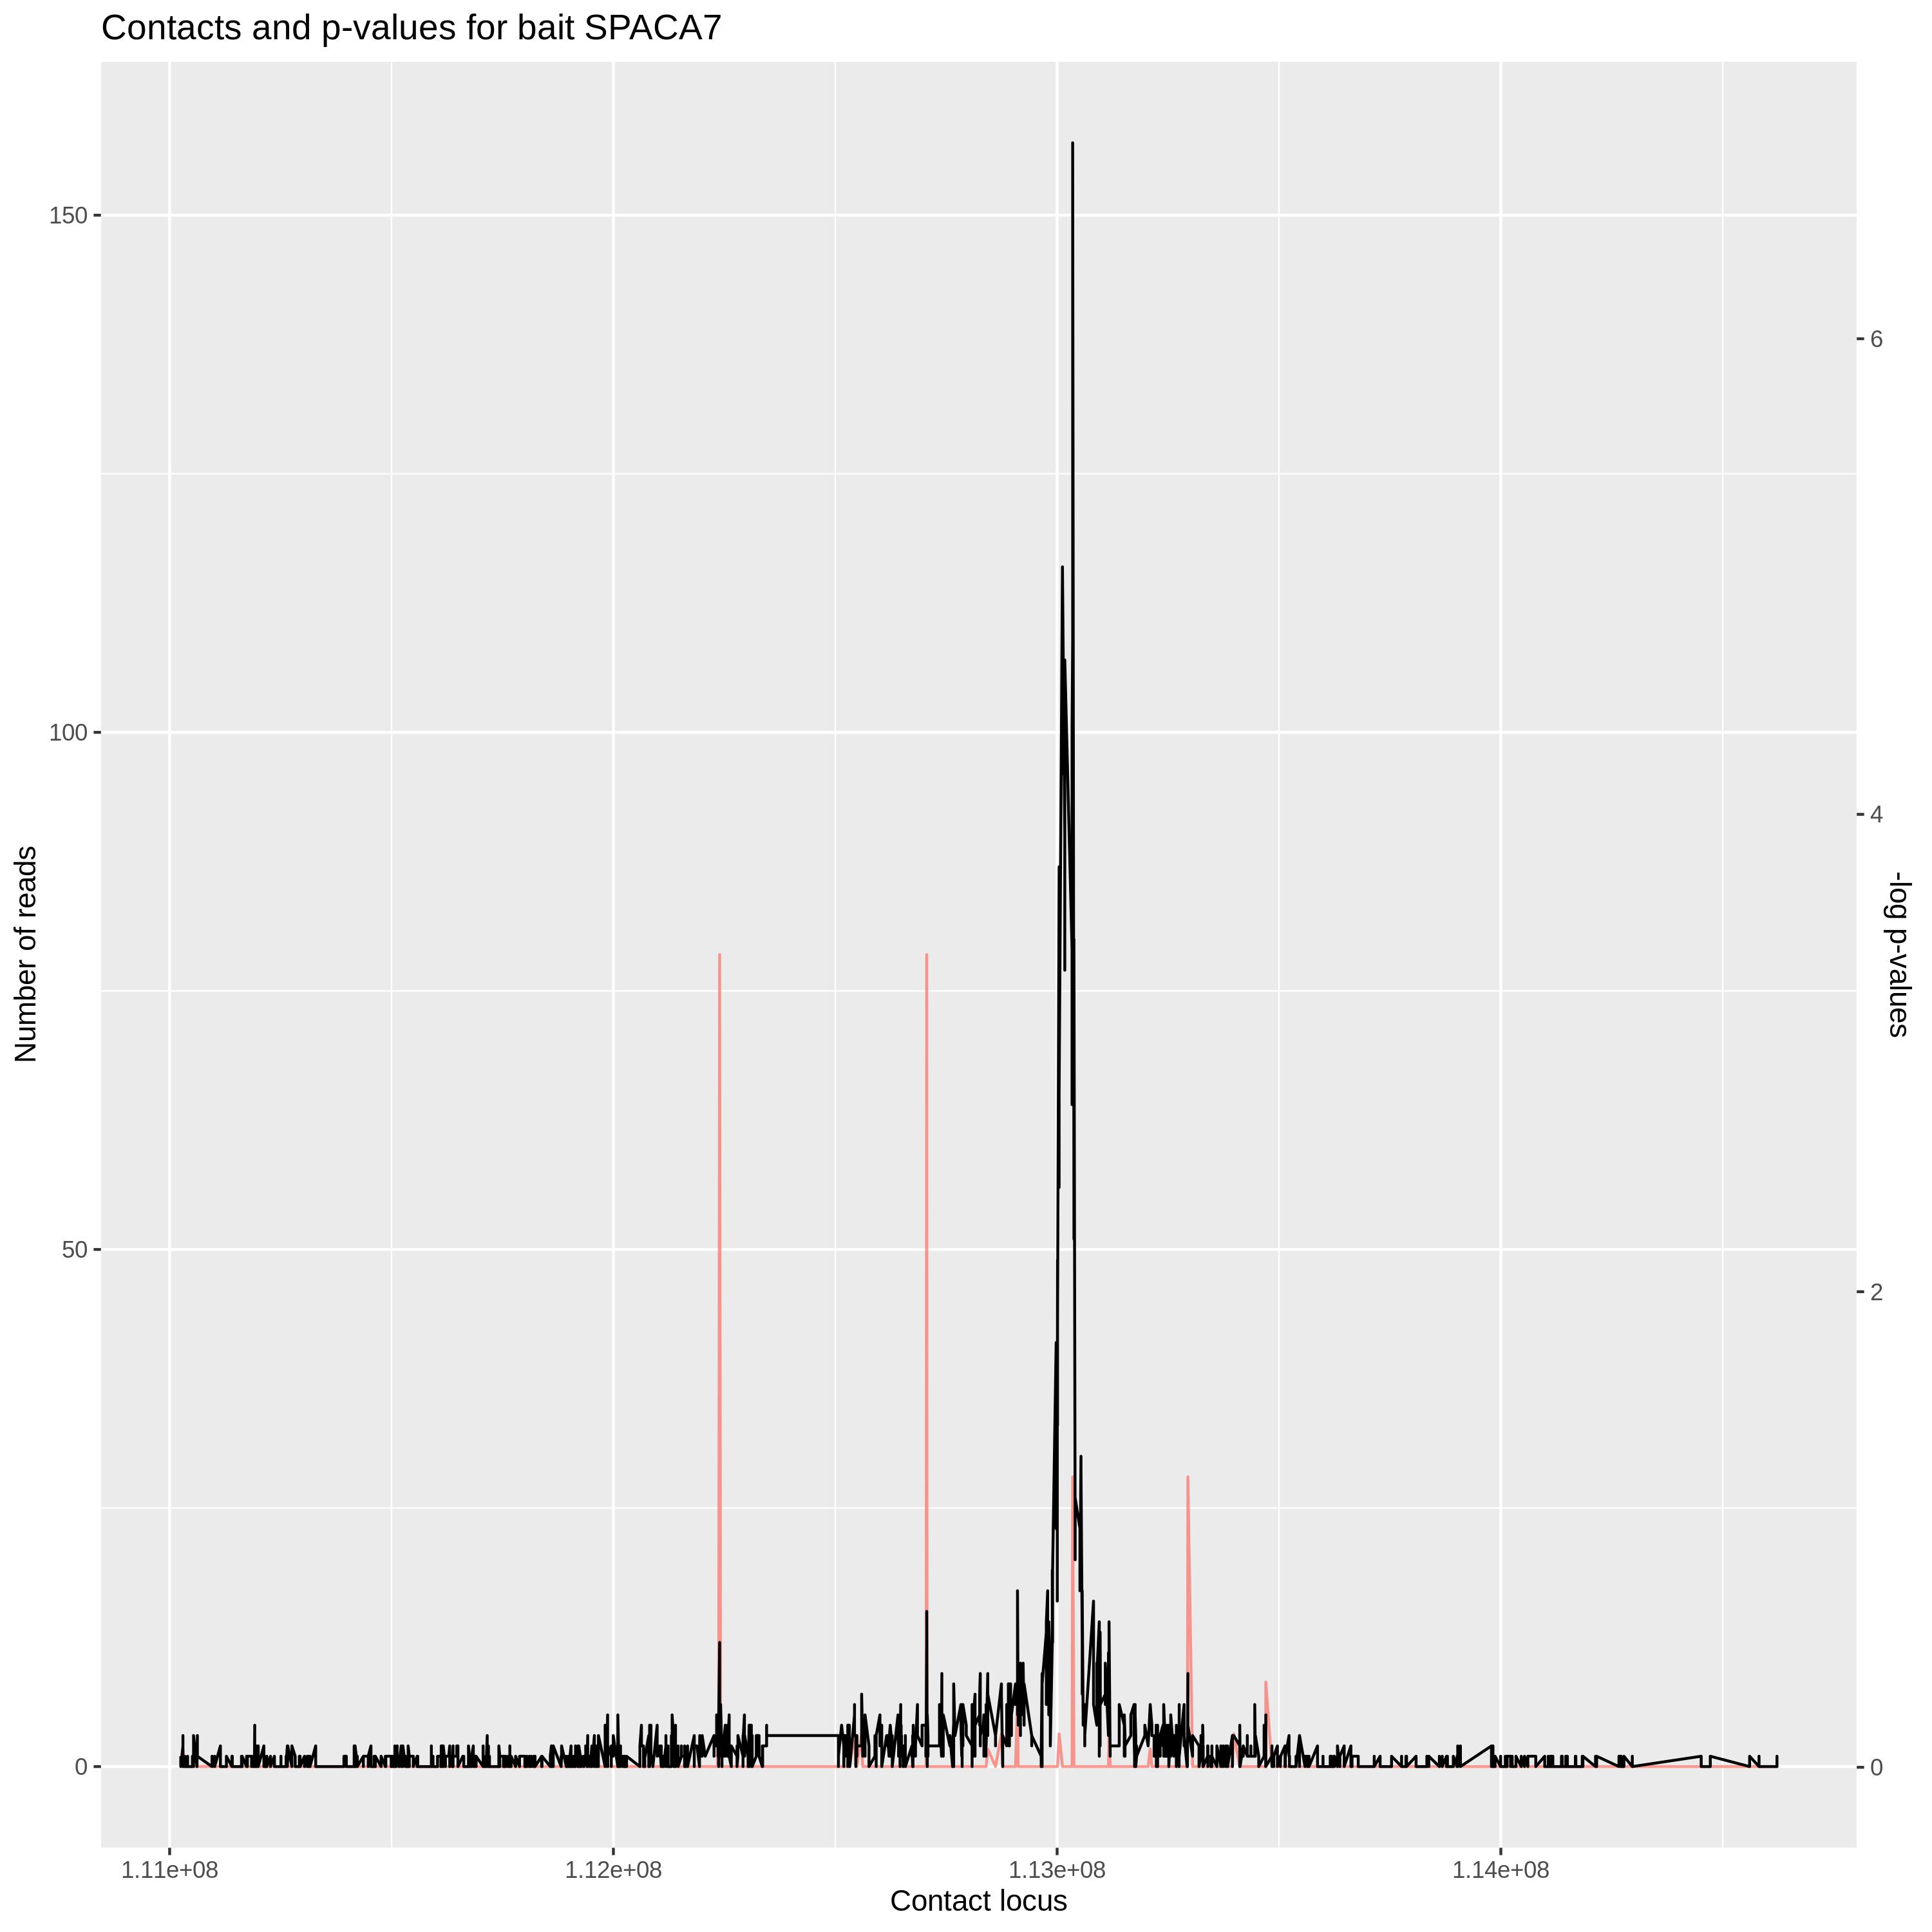 Contacts and p-values for bait SPACA7
150
100
50
0
Number of reads
6
4
2
0
-log p-values
1.11e+08
1.12e+08
1.13e+08
1.14e+08
Contact locus